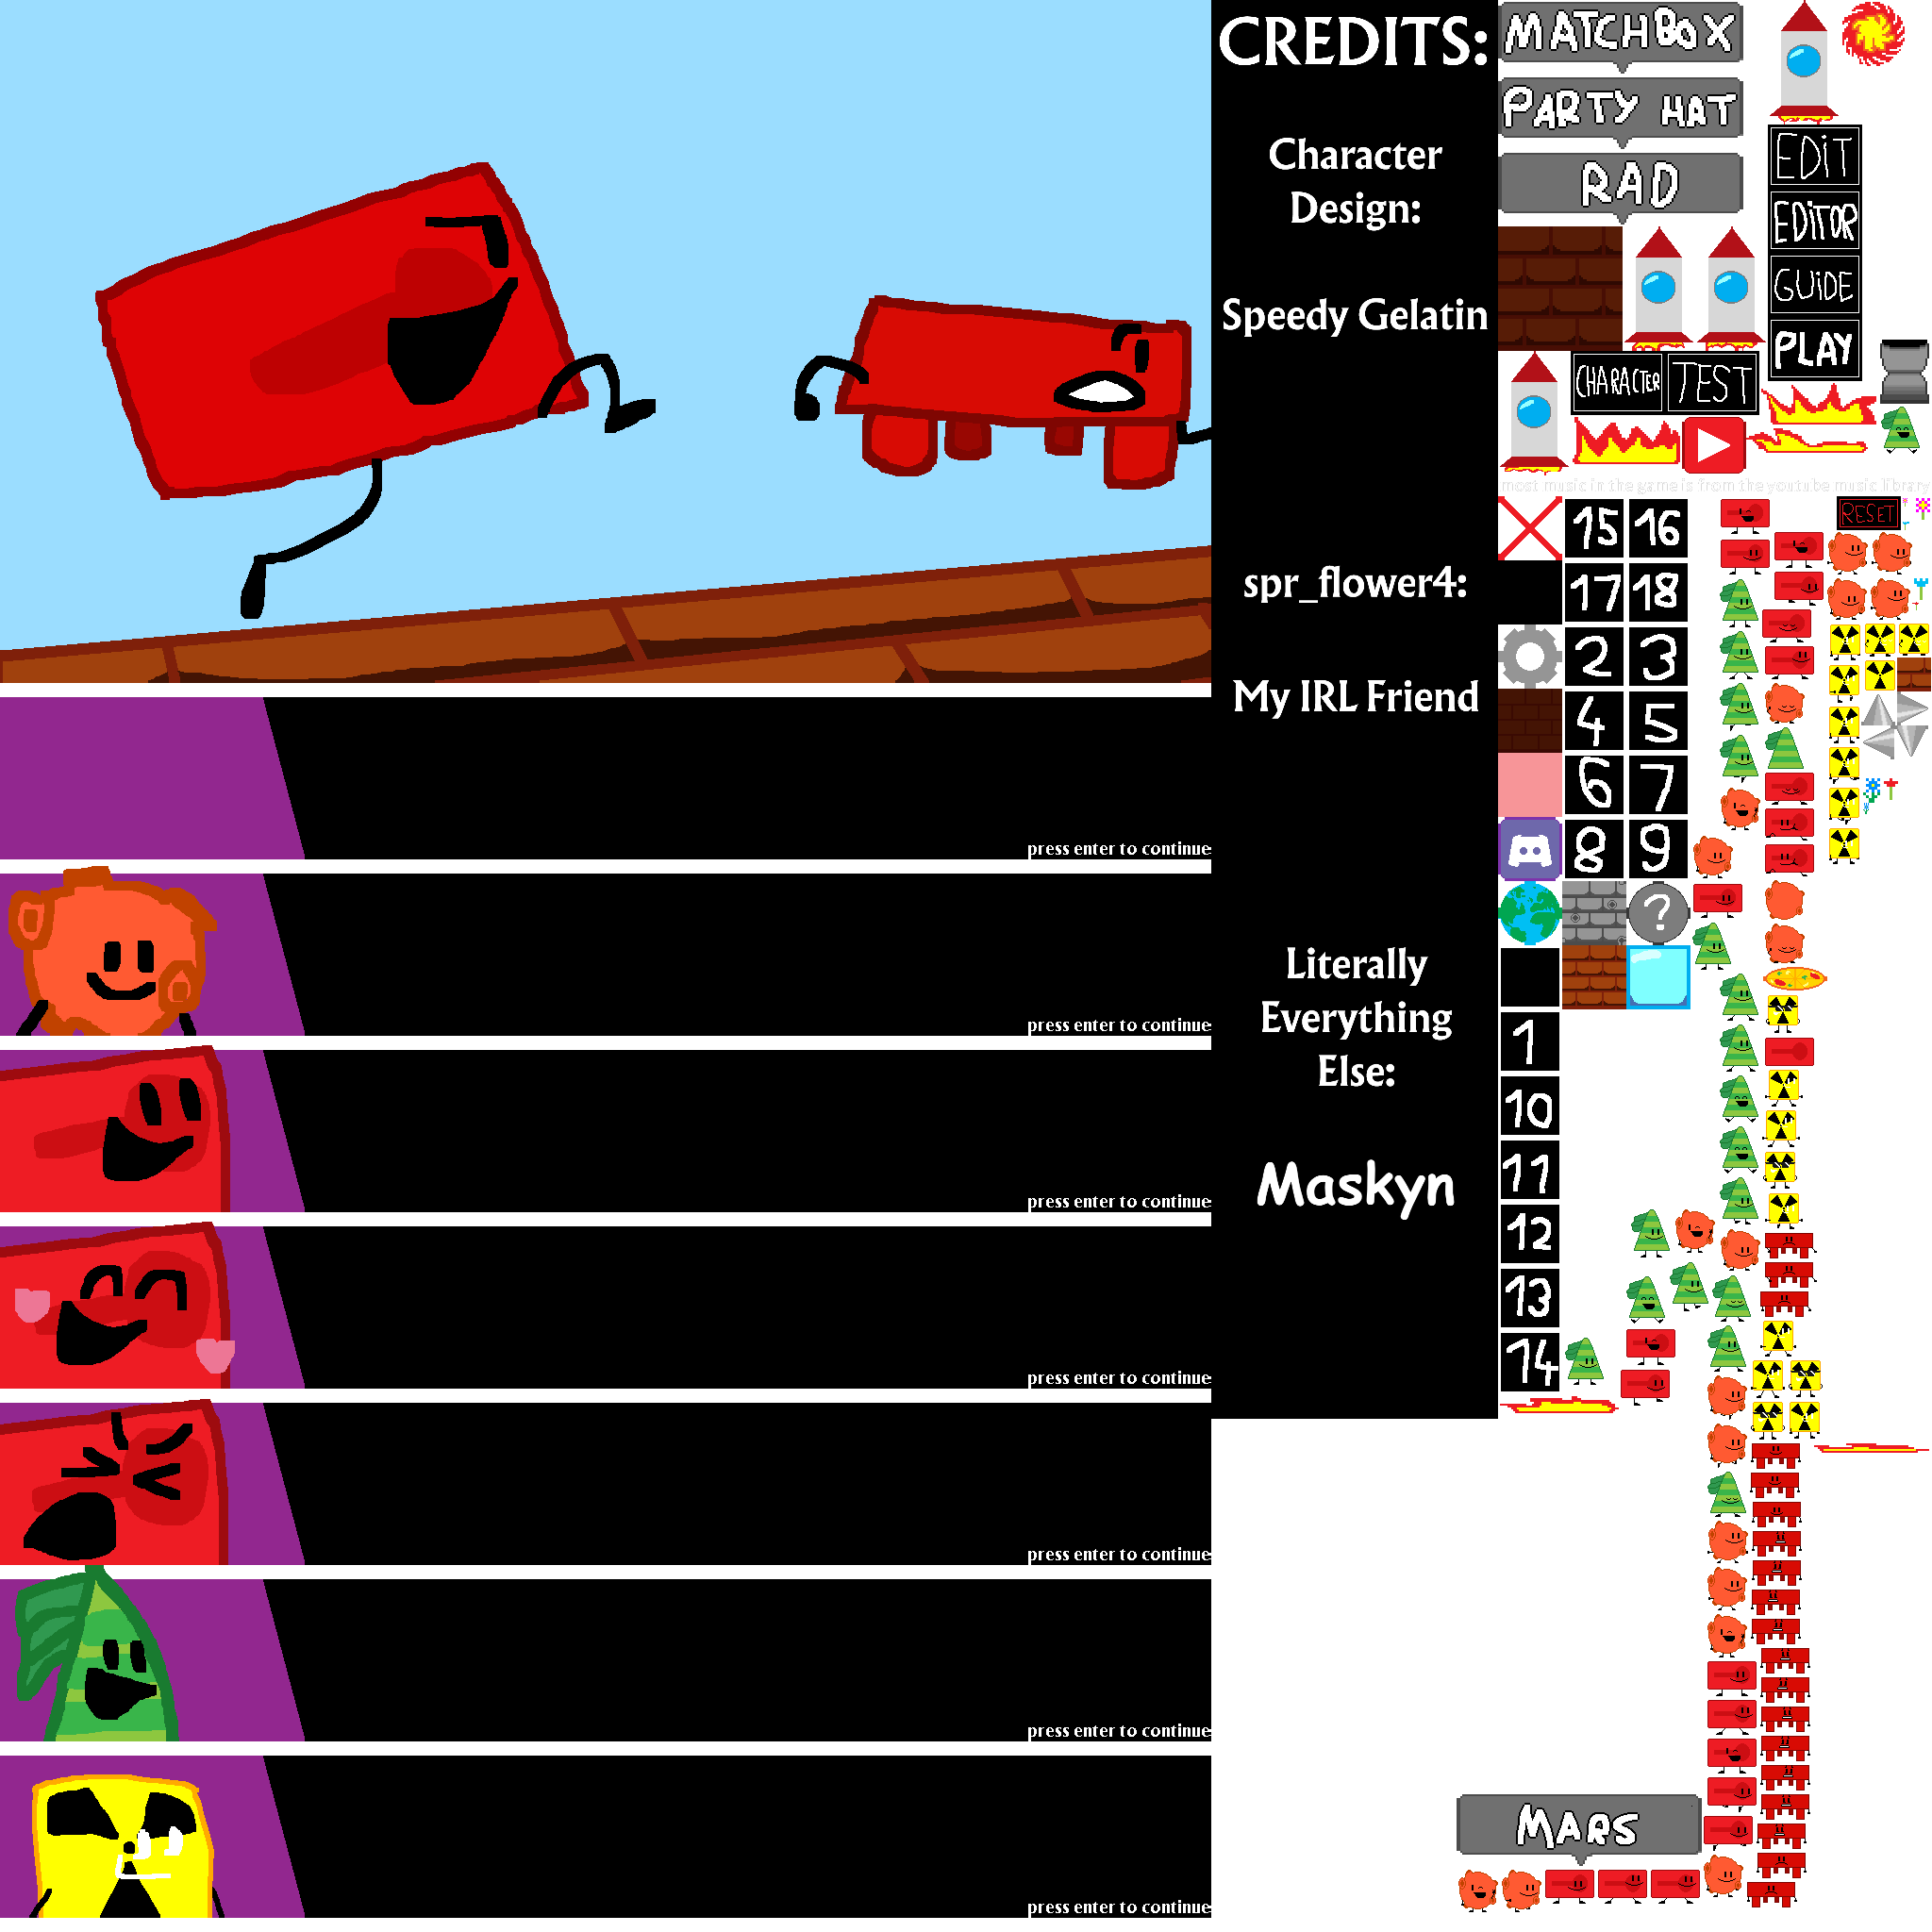 CREDITS:
Character
Design:
Speedy Gelatin
spr_flower4:
My IRL Friend
Literally
Everything
Else:
Maskyn
MATCHBOX
PARTY HAT
RAD
EDiT
EDiTOR
GUiDE
PLAY
CHARACTER
TEST
most music in the game is from the youtube music library
RESET
15
16
17
18
2
3
4
5
6
7
8
9
?
1
10
11
12
13
14
press enter to continue
press enter to continue
press enter to continue
press enter to continue
press enter to continue
press enter to continue
press enter to continue
MARS